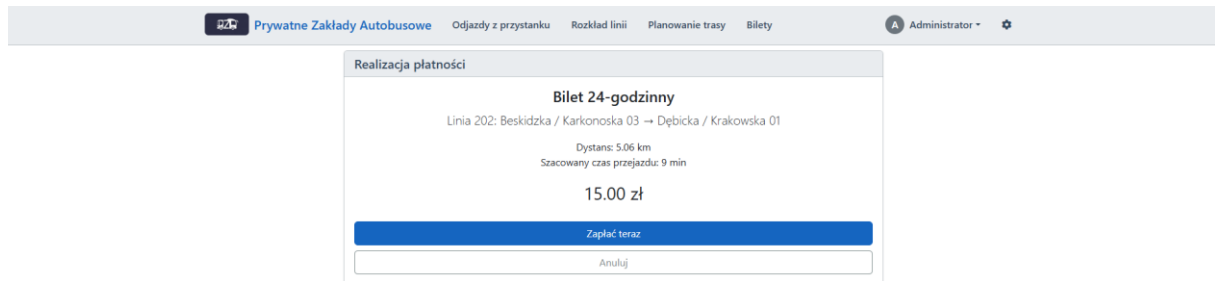 PZA Prywatne Zakłady Autobusowe Odjazdy z przystanku Rozkład linii Planowanie trasy Bilety A Administrator
Realizacja płatności
Bilet 24-godzinny
Linia 202: Beskidzka / Karkonoska 03 → Dębicka / Krakowska 01
Dystans: 5.06 km
Szacowany czas przejazdu: 9 min
15.00 zł
Zapłać teraz
Anuluj